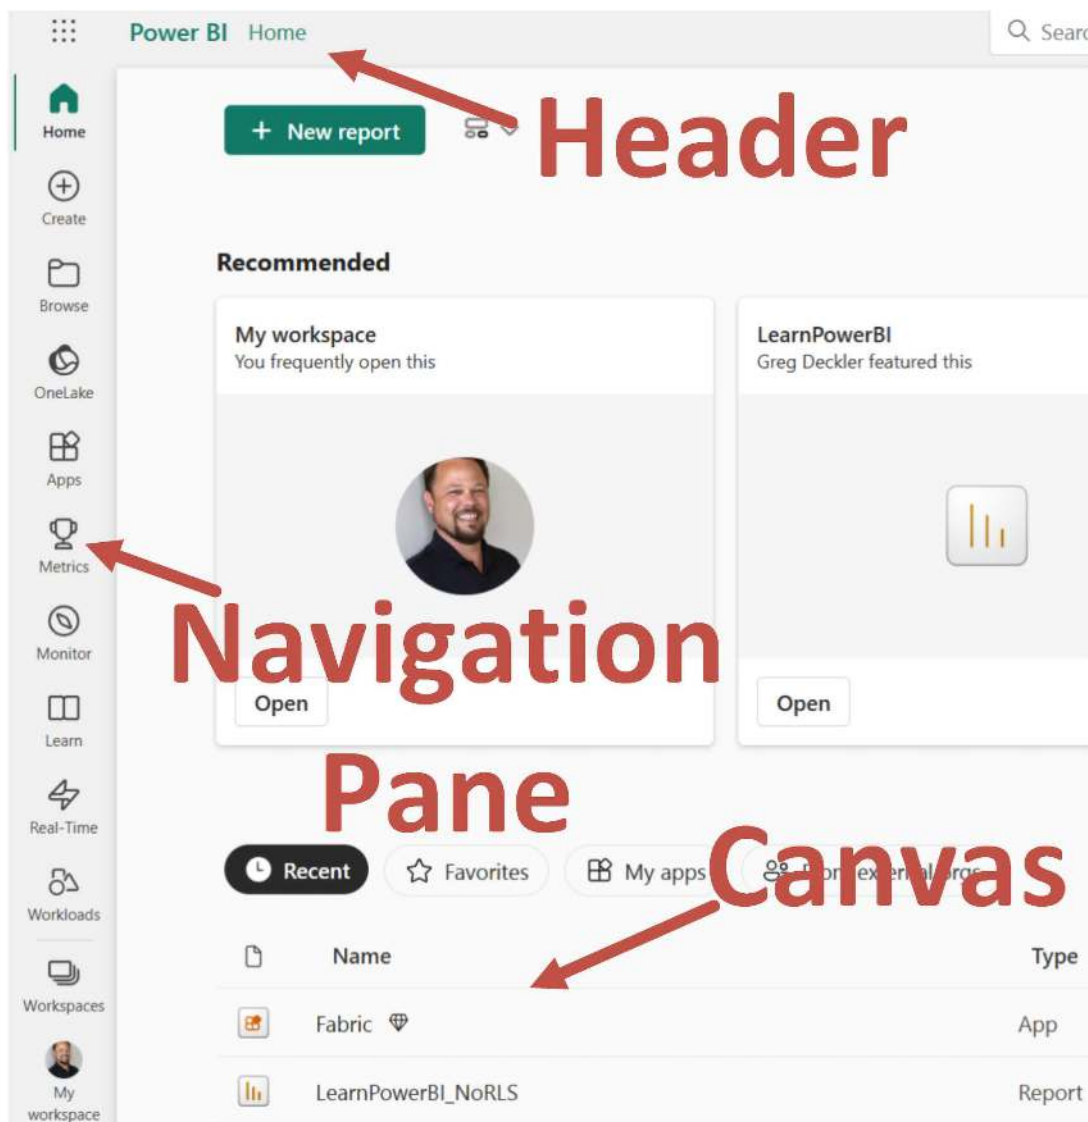 Power BI Home
Sear
Header
Home
+ New report
Create
Recommended
Browse
My workspace
You frequently open this
LearnPowerBI
Greg Deckler featured this
OneLake
Apps
Metrics
Navigation
Monitor
Open
Open
Learn
Pane
Real-Time
Canvas
Recent
Favorites
My apps
Workloads
Name
Type
Workspaces
Fabric
App
My
workspace
LearnPowerBI_NoRLS
Report